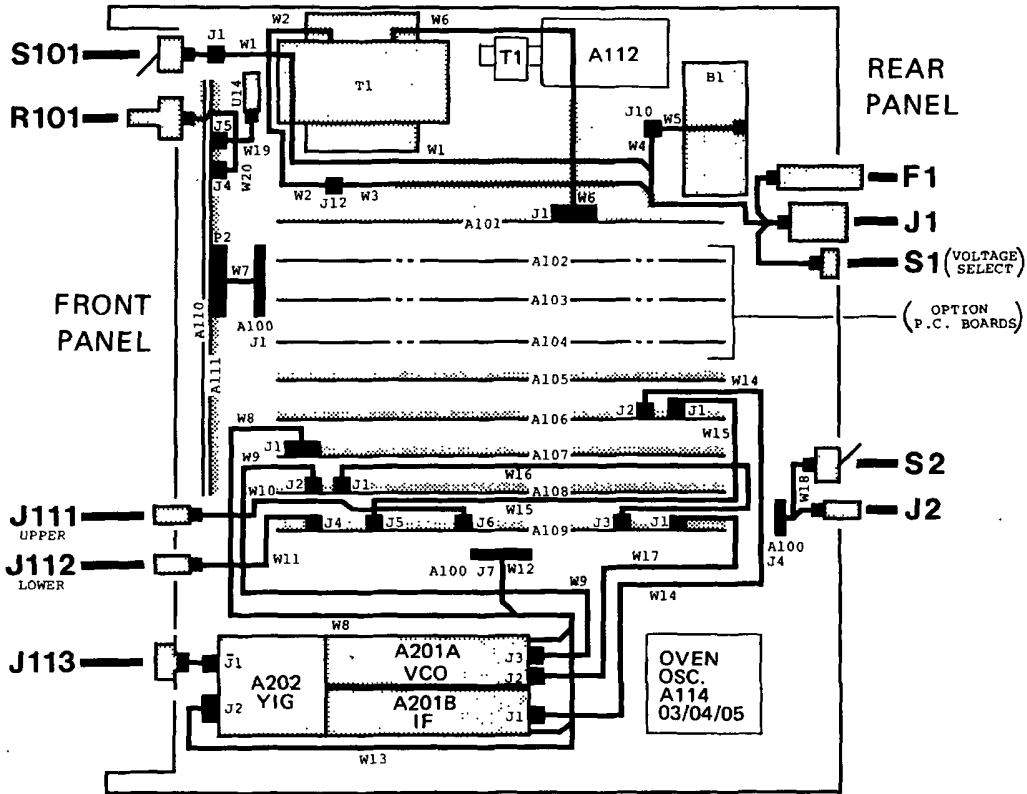 W2
W6
S101
J1
W1
T1
T1
A112
B1
REAR
PANEL
R101
U14
J5
W19
J4
W20
W1
J10
W5
W4
W2
J12
W3
W6
J1
A101
F1
J1
S1 (VOLTAGE
SELECT)
P2
W7
A100
J1
A102
A103
A104
(OPTION
P.C. BOARDS)
FRONT
PANEL
A110
A111
A105
W14
W8
A106
J2
J1
W15
J1
A107
W9
W16
J2
J1
A108
W10
W15
S2
W18
J111
UPPER
J4
J5
J6
A109
J3
J1
J2
A100
J4
J112
LOWER
W11
A100
J7
W12
W17
W9
W14
W8
J113
J1
A202
YIG
J2
A201A
VCO
J3
J2
A201B
IF
J1
OVEN
OSC.
A114
03/04/05
W13